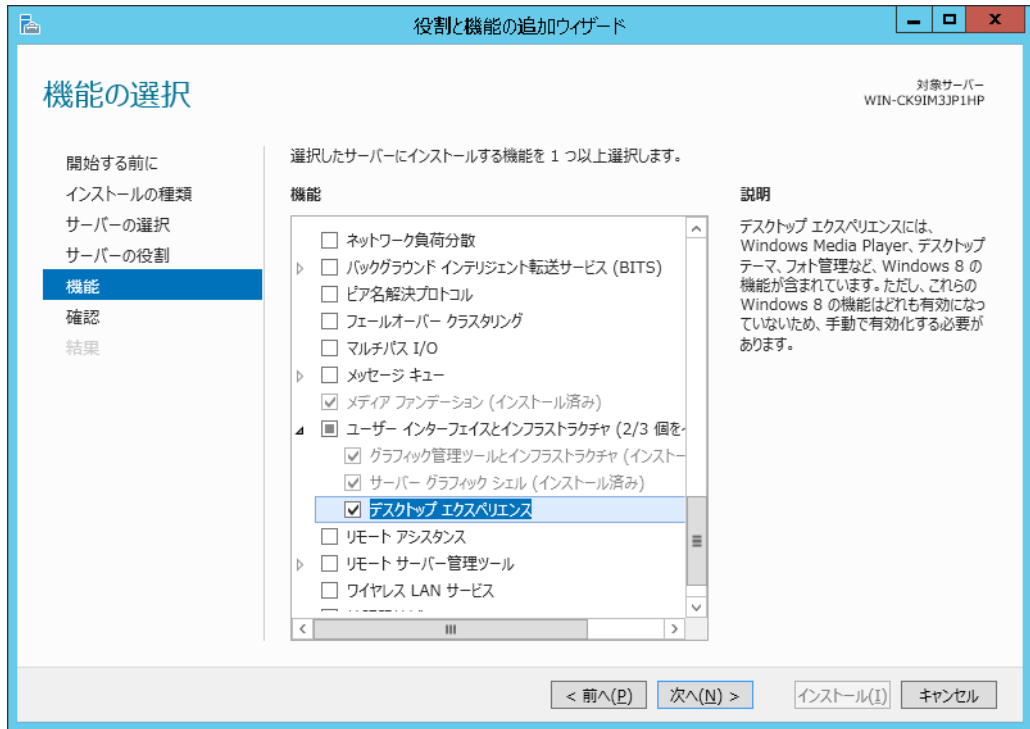 役割と機能の追加ウィザード
機能の選択
対象サーバー
WIN-CK9IM3JP1HP
開始する前に
インストールの種類
サーバーの選択
サーバーの役割
機能
確認
結果
選択したサーバーにインストールする機能を 1 つ以上選択します。
機能
ネットワーク負荷分散
バックグラウンド インテリジェント転送サービス (BITS)
ピア名解決プロトコル
フェールオーバー クラスタリング
マルチパス I/O
メッセージ キュー
メディア ファンデーション (インストール済み)
ユーザー インターフェイスとインフラストラクチャ (2/3 個を
グラフィック管理ツールとインフラストラクチャ (インストー
サーバー グラフィック シェル (インストール済み)
デスクトップ エクスペリエンス
リモート アシスタンス
リモート サーバー管理ツール
ワイヤレス LAN サービス
説明
デスクトップ エクスペリエンスには、
Windows Media Player、デスクトップ
テーマ、フォト管理など、Windows 8 の
機能が含まれています。ただし、これらの
Windows 8 の機能はどれも有効になっ
ていないため、手動で有効化する必要が
あります。
< 前へ(P)
次へ(N) >
インストール(I)
キャンセル